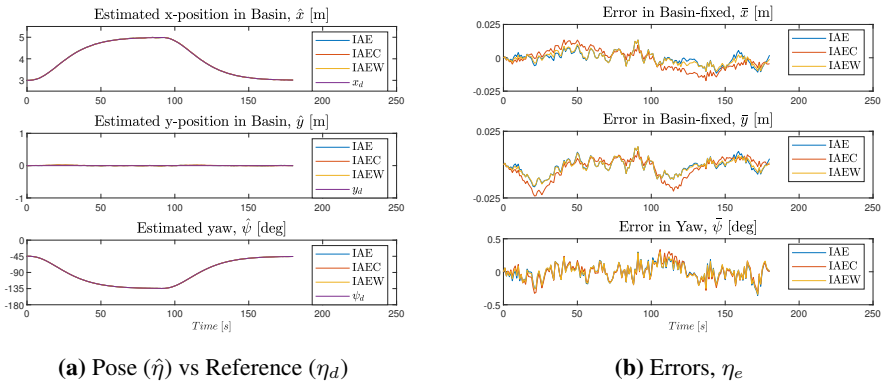 Estimated x-position in Basin, x̂ [m]
5
4
3
0 50 100 150 200 250
IAE
IAEC
IAEW
x_d
Estimated y-position in Basin, ŷ [m]
1
0
-1
0 50 100 150 200 250
IAE
IAEC
IAEW
y_d
Estimated yaw, ψ̂ [deg]
0
-45
-90
-135
-180
0 50 100 150 200 250
Time [s]
IAE
IAEC
IAEW
ψ_d
(a) Pose (η̂) vs Reference (η_d)
Error in Basin-fixed, x̄ [m]
0.025
0
-0.025
0 50 100 150 200 250
IAE
IAEC
IAEW
Error in Basin-fixed, ȳ [m]
0.025
0
-0.025
0 50 100 150 200 250
IAE
IAEC
IAEW
Error in Yaw, ψ̄ [deg]
0.5
0
-0.5
0 50 100 150 200 250
Time [s]
IAE
IAEC
IAEW
(b) Errors, η_e